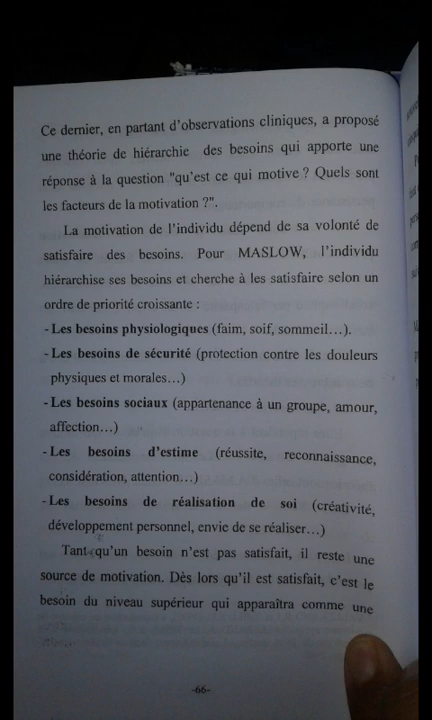 Ce dernier, en partant d'observations cliniques, a proposé
une théorie de hiérarchie des besoins qui apporte une
réponse à la question "qu'est ce qui motive ? Quels sont
les facteurs de la motivation ?".
La motivation de l'individu dépend de sa volonté de
satisfaire des besoins. Pour MASLOW, l'individu
hiérarchise ses besoins et cherche à les satisfaire selon un
ordre de priorité croissante :
- Les besoins physiologiques (faim, soif, sommeil…).
- Les besoins de sécurité (protection contre les douleurs
physiques et morales…)
- Les besoins sociaux (appartenance à un groupe, amour,
affection…)
- Les besoins d'estime (réussite, reconnaissance,
considération, attention…)
- Les besoins de réalisation de soi (créativité,
développement personnel, envie de se réaliser…)
Tant qu'un besoin n'est pas satisfait, il reste une
source de motivation. Dès lors qu'il est satisfait, c'est le
besoin du niveau supérieur qui apparaîtra comme une
-66-